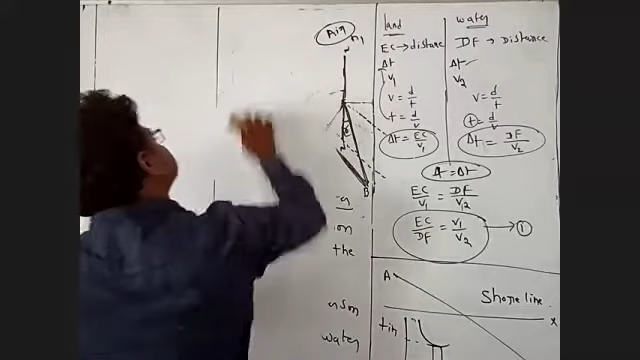 Air
land
water
EC → distance
DF → Distance
Δt
Δt
V1
V2
V = d/t
V = d/t
t = d/v
t = d/v
Δt = EC/V1
Δt = DF/V2
Δt = Δt
B
EC/V1 = DF/V2
ion
EC/DF = V1/V2 → ①
the
A
Shore line
x
water